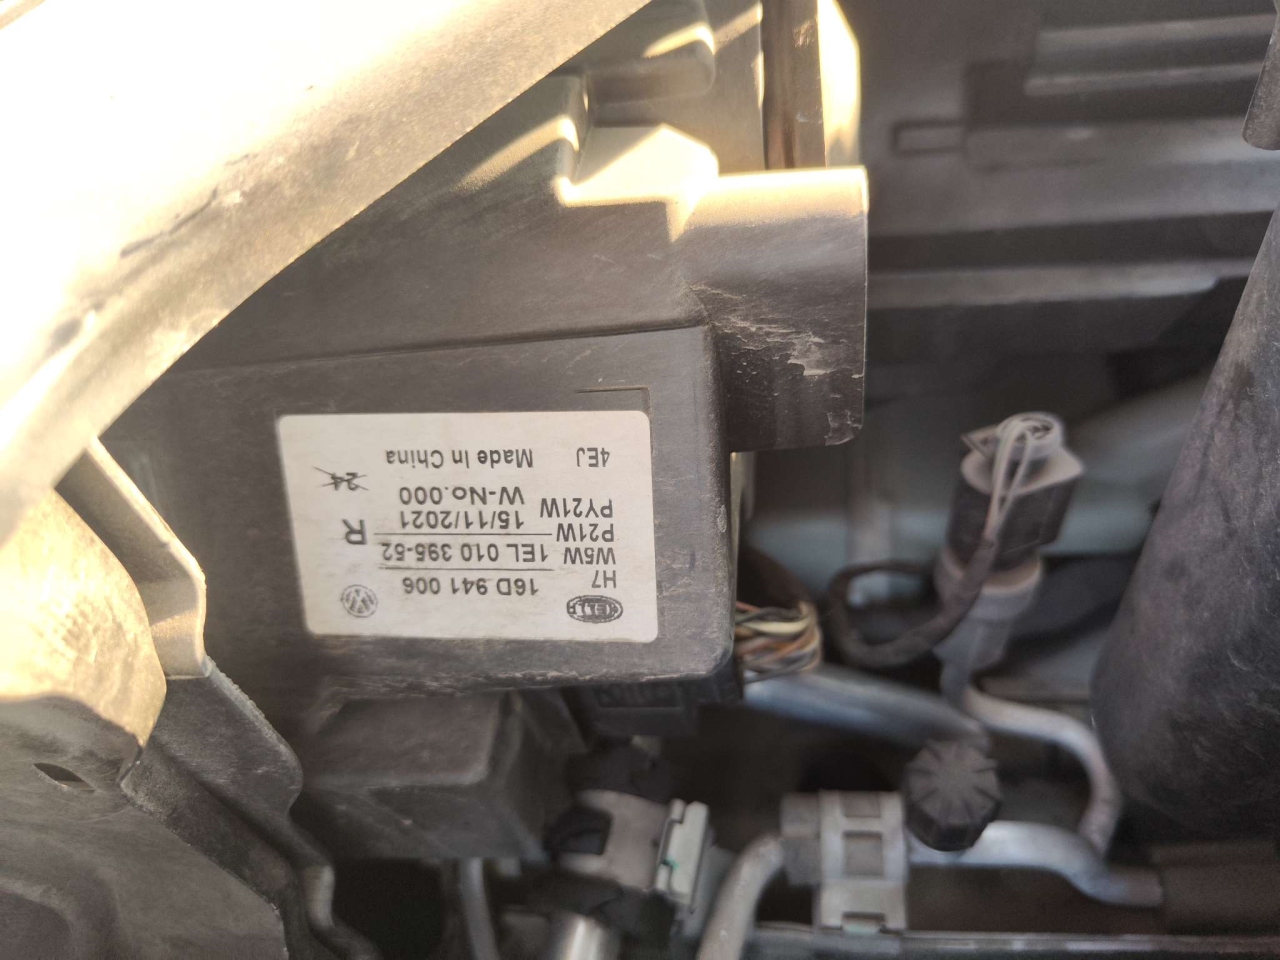 HELLA
16D 941 006
H7
W5W
1EL 010 395-52
R
P21W
15/11/2021
PY21W
W-No.000
24
4EJ
Made In China